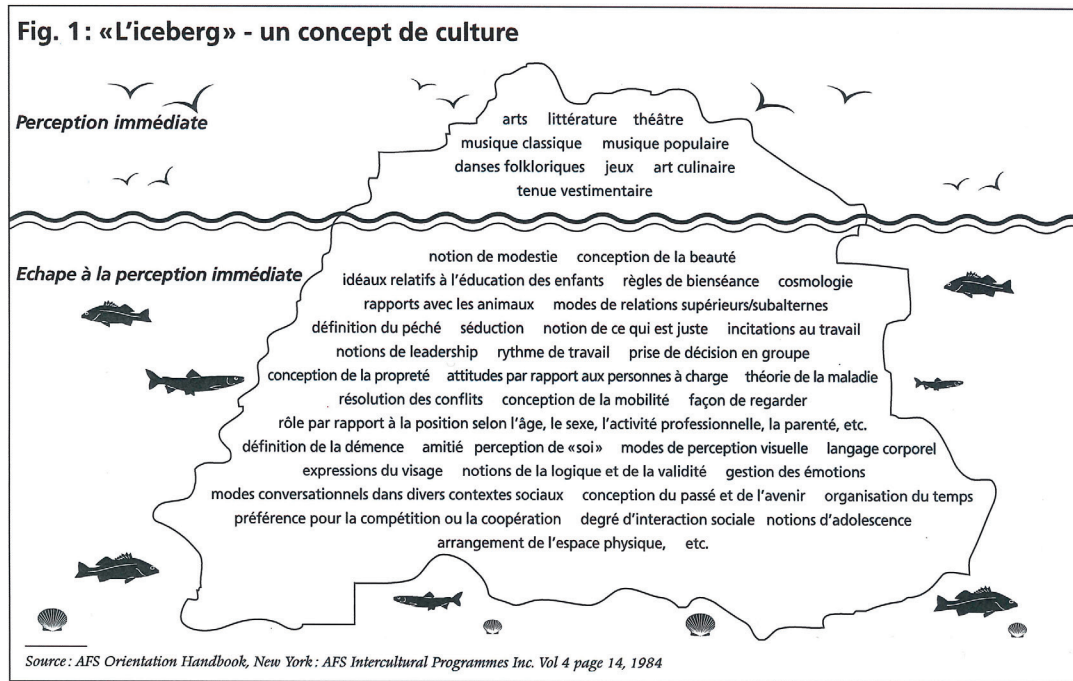 Fig. 1: «L’iceberg» - un concept de culture
Perception immédiate
arts littérature théâtre
musique classique musique populaire
danses folkloriques jeux art culinaire
tenue vestimentaire
Echape à la perception immédiate
notion de modestie conception de la beauté
idéaux relatifs à l’éducation des enfants règles de bienséance cosmologie
rapports avec les animaux modes de relations supérieurs/subalternes
définition du péché séduction notion de ce qui est juste incitations au travail
notions de leadership rythme de travail prise de décision en groupe
conception de la propreté attitudes par rapport aux personnes à charge théorie de la maladie
résolution des conflits conception de la mobilité façon de regarder
rôle par rapport à la position selon l’âge, le sexe, l’activité professionnelle, la parenté, etc.
définition de la démence amitié perception de «soi» modes de perception visuelle langage corporel
expressions du visage notions de la logique et de la validité gestion des émotions
modes conversationnels dans divers contextes sociaux conception du passé et de l’avenir organisation du temps
préférence pour la compétition ou la coopération degré d’interaction sociale notions d’adolescence
arrangement de l’espace physique, etc.
Source: AFS Orientation Handbook, New York: AFS Intercultural Programmes Inc. Vol 4 page 14, 1984